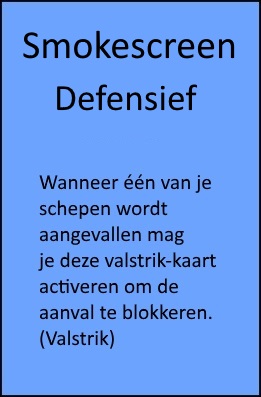 Smokescreen
Defensief
Wanneer één van je
schepen wordt
aangevallen mag
je deze valstrik-kaart
activeren om de
aanval te blokkeren.
(Valstrik)